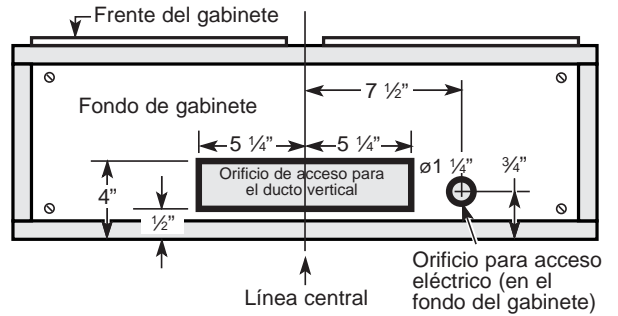 Frente del gabinete
7 ½”
Fondo de gabinete
5 ¼”
5 ¼”
Orificio de acceso para
el ducto vertical
ø1 ¼”
¾”
4”
½”
Orificio para acceso
eléctrico (en el
fondo del gabinete)
Línea central